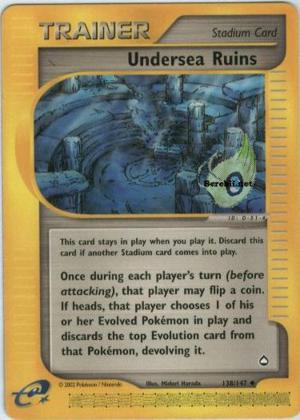 TRAINER
Stadium Card
Undersea Ruins
Serebii.net
This card stays in play when you play it. Discard this
card if another Stadium card comes into play.
Once during each player's turn (before
attacking), that player may flip a coin.
If heads, that player chooses 1 of his
or her Evolved Pokémon in play and
discards the top Evolution card from
that Pokémon, devolving it.
Illus. Midori Harada
138/147
©2002 Pokémon / Nintendo
e